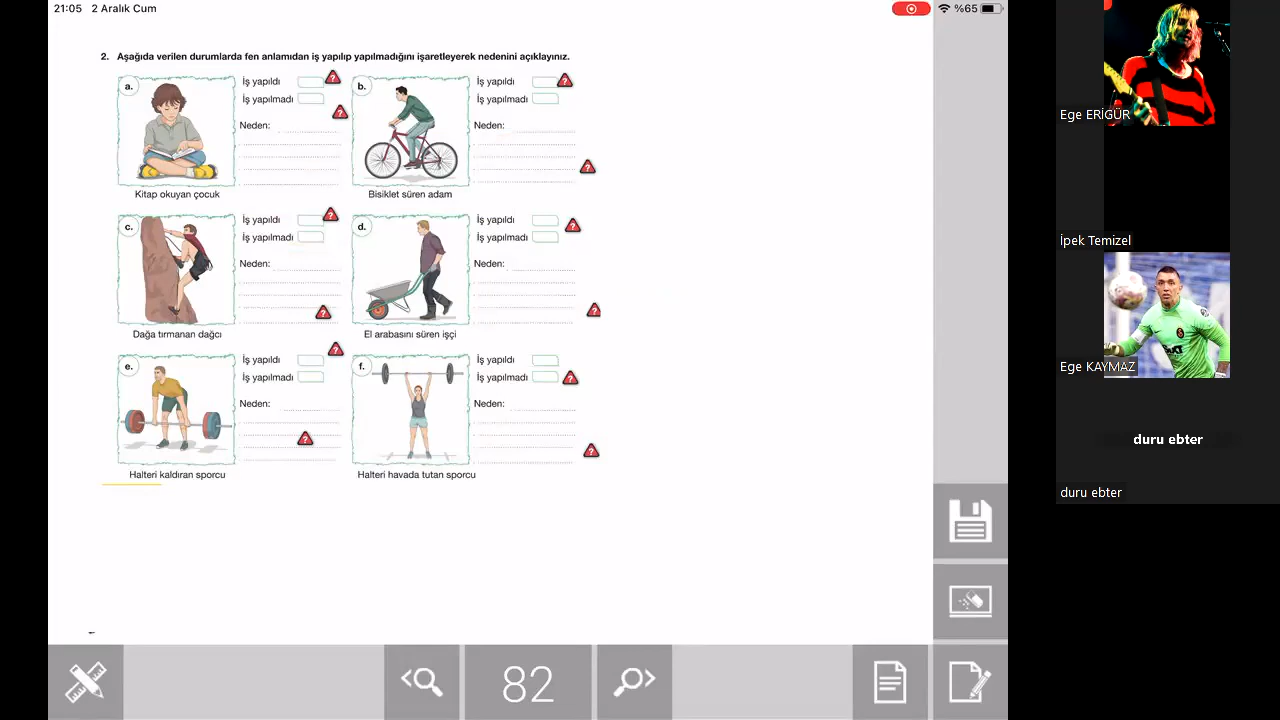 21:05 2 Aralık Cum
%65
2. Aşağıda verilen durumlarda fen anlamıdan iş yapılıp yapılmadığını işaretleyerek nedenini açıklayınız.
a.
İş yapıldı
İş yapılmadı
Neden:
Kitap okuyan çocuk
b.
İş yapıldı
İş yapılmadı
Neden:
Bisiklet süren adam
c.
İş yapıldı
İş yapılmadı
Neden:
Dağa tırmanan dağcı
d.
İş yapıldı
İş yapılmadı
Neden:
El arabasını süren işçi
e.
İş yapıldı
İş yapılmadı
Neden:
Halteri kaldıran sporcu
f.
İş yapıldı
İş yapılmadı
Neden:
Halteri havada tutan sporcu
82
Ege ERİGÜR
İpek Temizel
Ege KAYMAZ
duru ebter
duru ebter